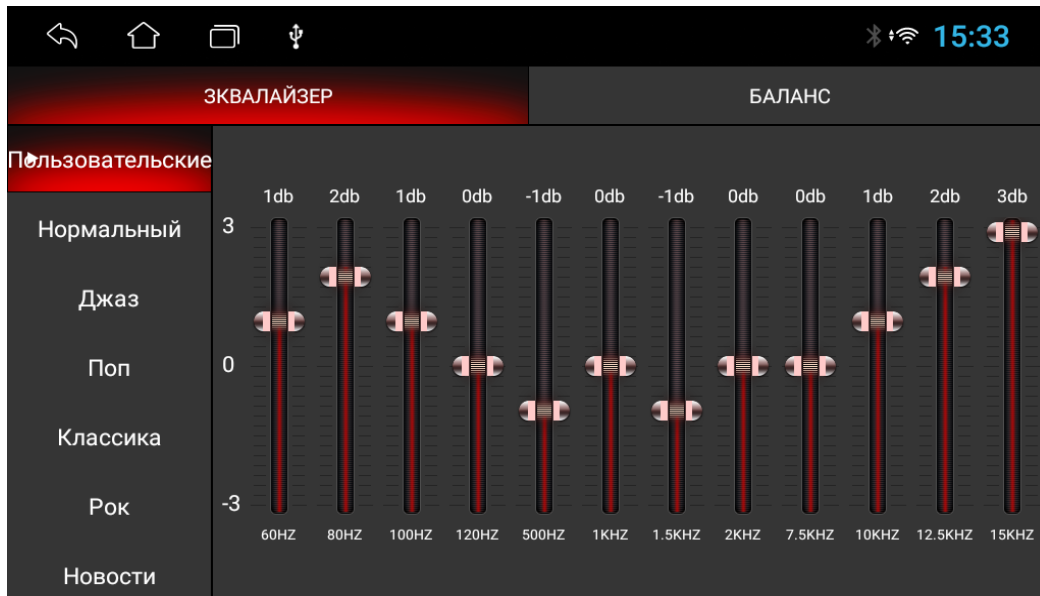 15:33
ЗКВАЛАЙЗЕР БАЛАНС
Пользовательские
Нормальный
Джаз
Поп
Классика
Рок
Новости
1db 2db 1db 0db -1db 0db -1db 0db 0db 1db 2db 3db
3
0
-3
60HZ 80HZ 100HZ 120HZ 500HZ 1KHZ 1.5KHZ 2KHZ 7.5KHZ 10KHZ 12.5KHZ 15KHZ